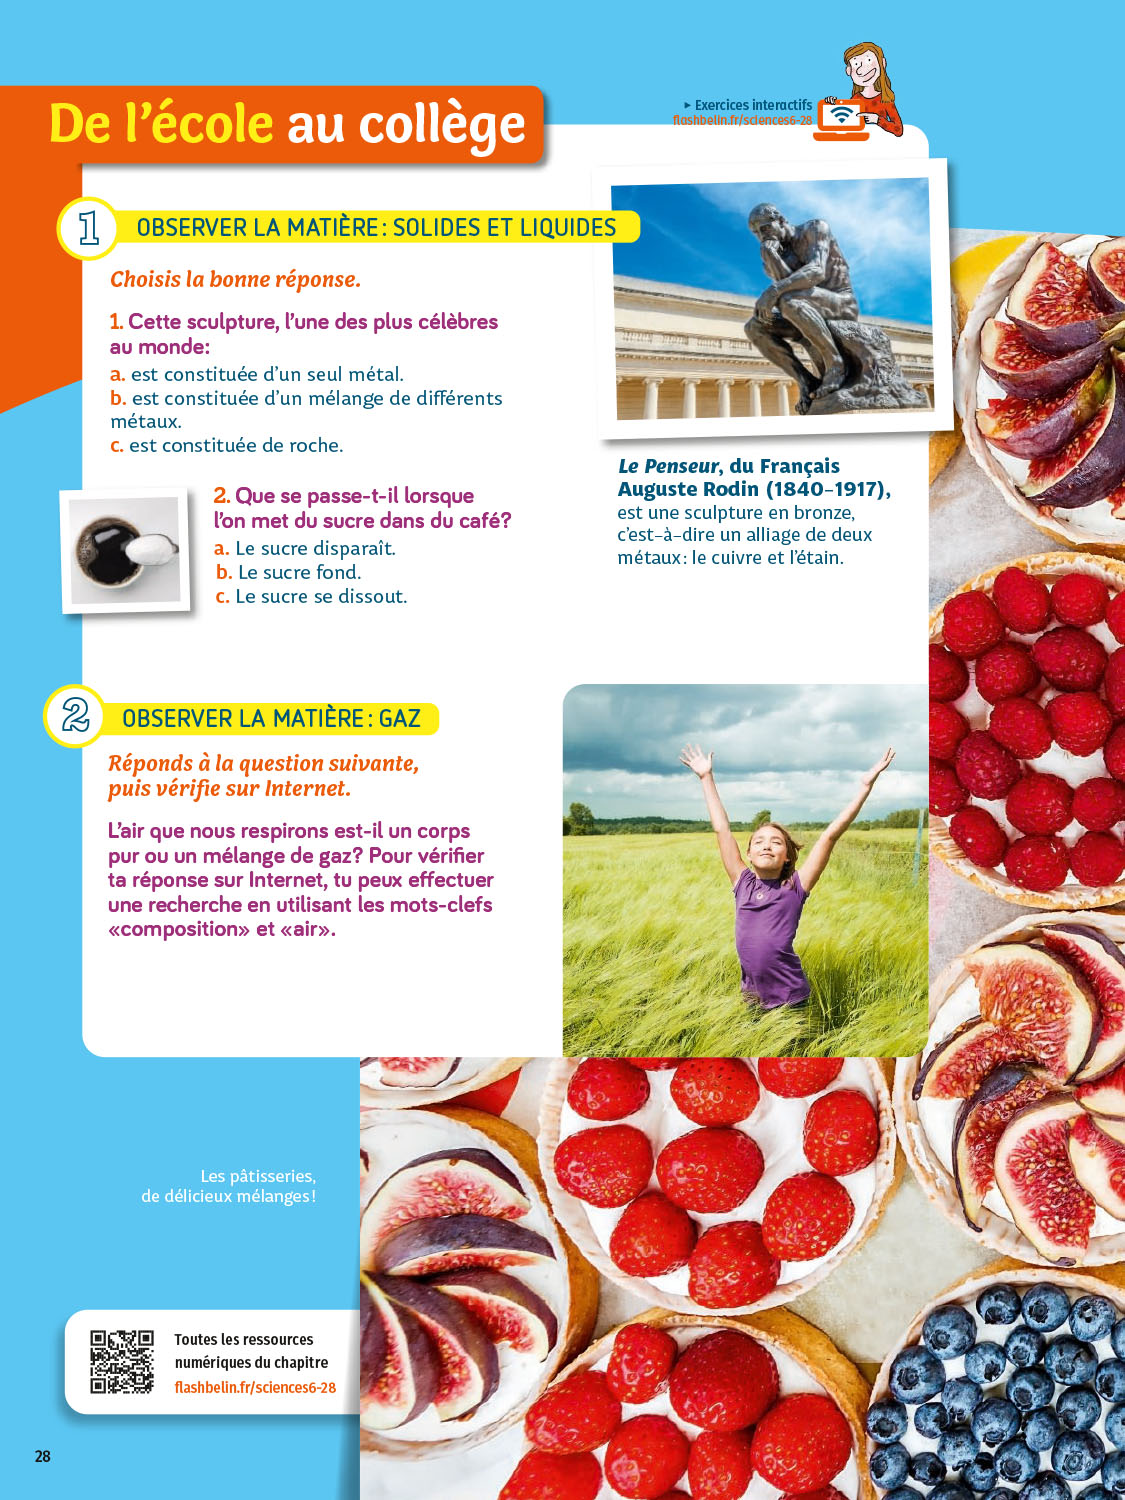 De l'école au collège
▸ Exercices interactifs
flashbelin.fr/sciences6-28
1 OBSERVER LA MATIÈRE : SOLIDES ET LIQUIDES
Choisis la bonne réponse.
1. Cette sculpture, l'une des plus célèbres
au monde :
a. est constituée d'un seul métal.
b. est constituée d'un mélange de différents
métaux.
c. est constituée de roche.
Le Penseur, du Français
Auguste Rodin (1840-1917),
est une sculpture en bronze,
c'est-à-dire un alliage de deux
métaux : le cuivre et l'étain.
2. Que se passe-t-il lorsque
l'on met du sucre dans du café ?
a. Le sucre disparaît.
b. Le sucre fond.
c. Le sucre se dissout.
2 OBSERVER LA MATIÈRE : GAZ
Réponds à la question suivante,
puis vérifie sur Internet.
L'air que nous respirons est-il un corps
pur ou un mélange de gaz ? Pour vérifier
ta réponse sur Internet, tu peux effectuer
une recherche en utilisant les mots-clefs
«composition» et «air».
Les pâtisseries,
de délicieux mélanges !
Toutes les ressources
numériques du chapitre
flashbelin.fr/sciences6-28
28